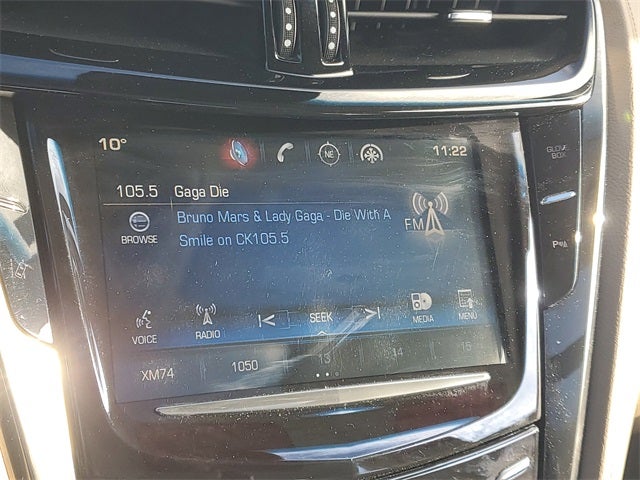 10°
NE
11:22
GLOVE
BOX
105.5 Gaga Die
Bruno Mars & Lady Gaga - Die With A
Smile on CK105.5
FM
BROWSE
VOICE
RADIO
SEEK
MEDIA
MENU
XM74
1050
13
14
15